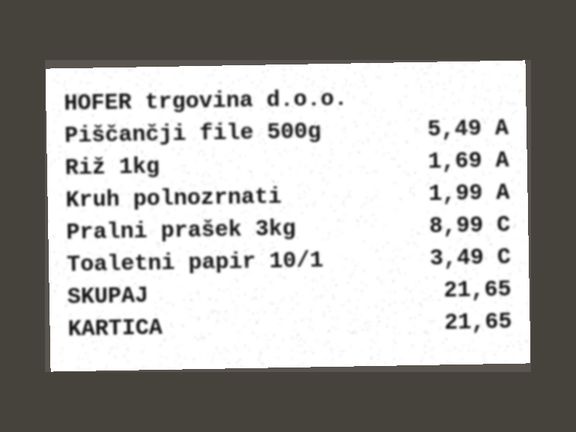 HOFER trgovina d.o.o.
Piščančji file 500g 5,49 A
Riž 1kg 1,69 A
Kruh polnozrnati 1,99 A
Pralni prašek 3kg 8,99 C
Toaletni papir 10/1 3,49 C
SKUPAJ 21,65
KARTICA 21,65